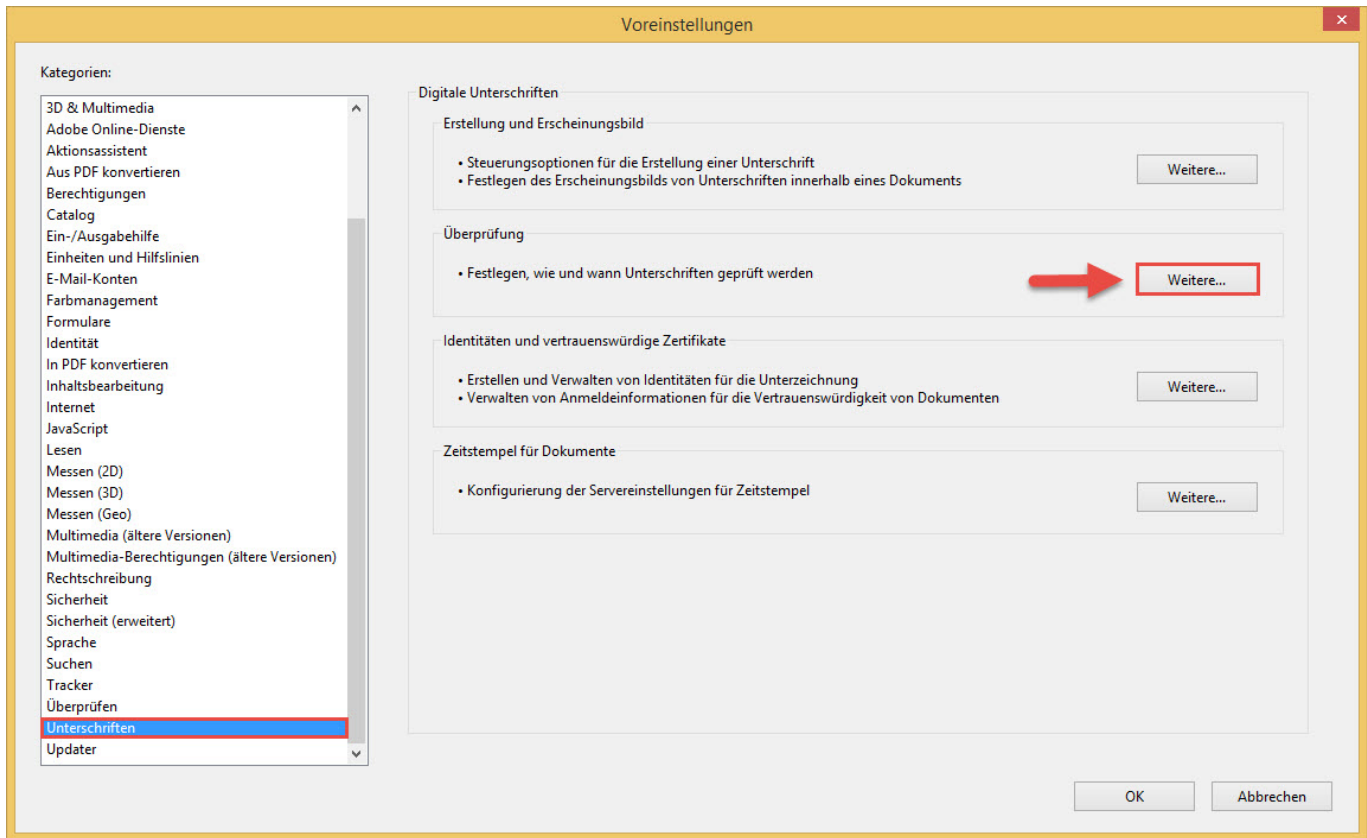 Voreinstellungen
Kategorien:
3D & Multimedia
Adobe Online-Dienste
Aktionsassistent
Aus PDF konvertieren
Berechtigungen
Catalog
Ein-/Ausgabehilfe
Einheiten und Hilfslinien
E-Mail-Konten
Farbmanagement
Formulare
Identität
In PDF konvertieren
Inhaltsbearbeitung
Internet
JavaScript
Lesen
Messen (2D)
Messen (3D)
Messen (Geo)
Multimedia (ältere Versionen)
Multimedia-Berechtigungen (ältere Versionen)
Rechtschreibung
Sicherheit
Sicherheit (erweitert)
Sprache
Suchen
Tracker
Überprüfen
Unterschriften
Updater
Digitale Unterschriften
Erstellung und Erscheinungsbild
• Steuerungsoptionen für die Erstellung einer Unterschrift
• Festlegen des Erscheinungsbilds von Unterschriften innerhalb eines Dokuments
Weitere...
Überprüfung
• Festlegen, wie und wann Unterschriften geprüft werden
Weitere...
Identitäten und vertrauenswürdige Zertifikate
• Erstellen und Verwalten von Identitäten für die Unterzeichnung
• Verwalten von Anmeldeinformationen für die Vertrauenswürdigkeit von Dokumenten
Weitere...
Zeitstempel für Dokumente
• Konfigurierung der Servereinstellungen für Zeitstempel
Weitere...
OK
Abbrechen